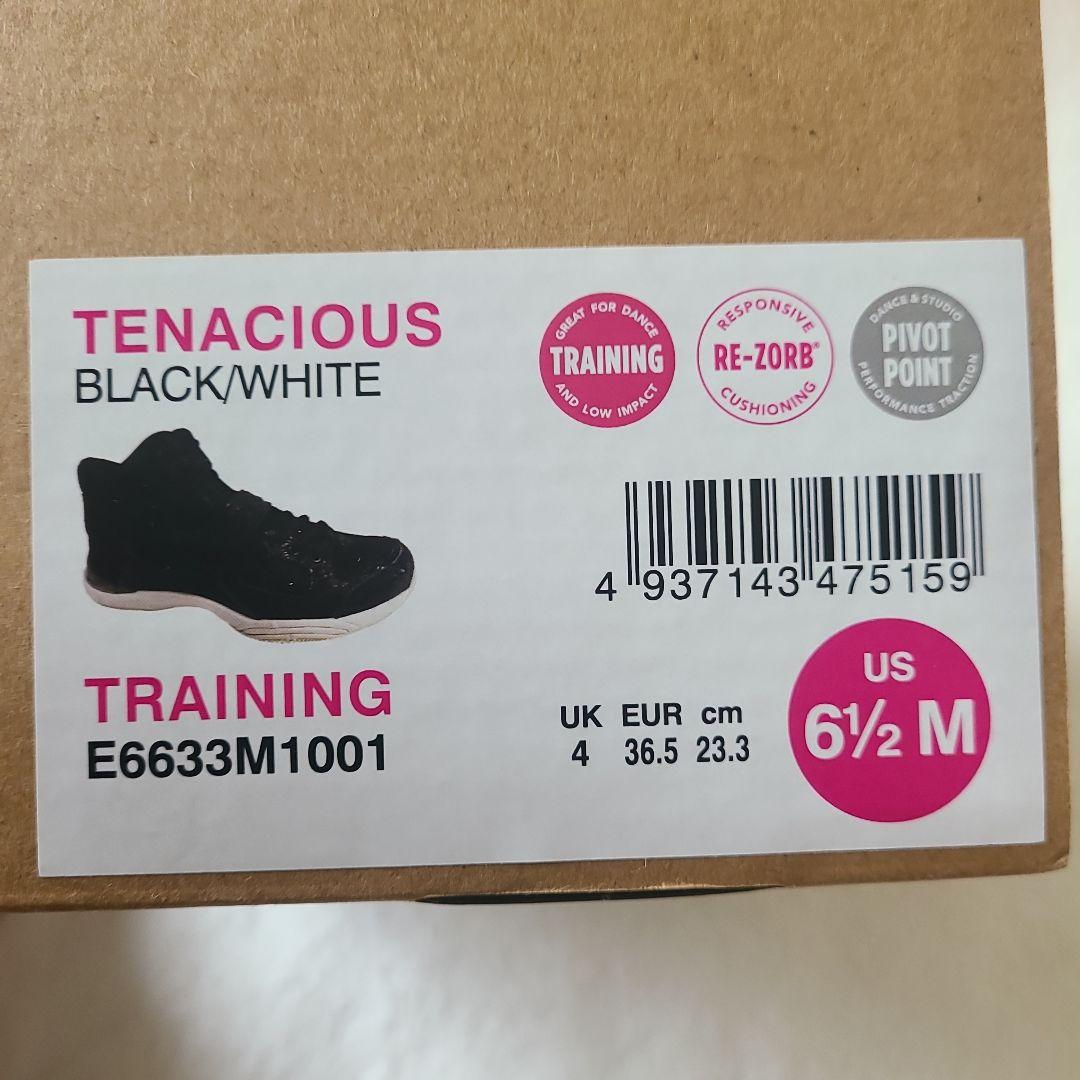 TENACIOUS
BLACK/WHITE
GREAT FOR DANCE
TRAINING
AND LOW IMPACT
RESPONSIVE
RE-ZORB®
CUSHIONING
DANCE & STUDIO
PIVOT
POINT
PERFORMANCE TRACTION
4 937143 475159
TRAINING
E6633M1001
UK EUR cm
4 36.5 23.3
US
6½ M